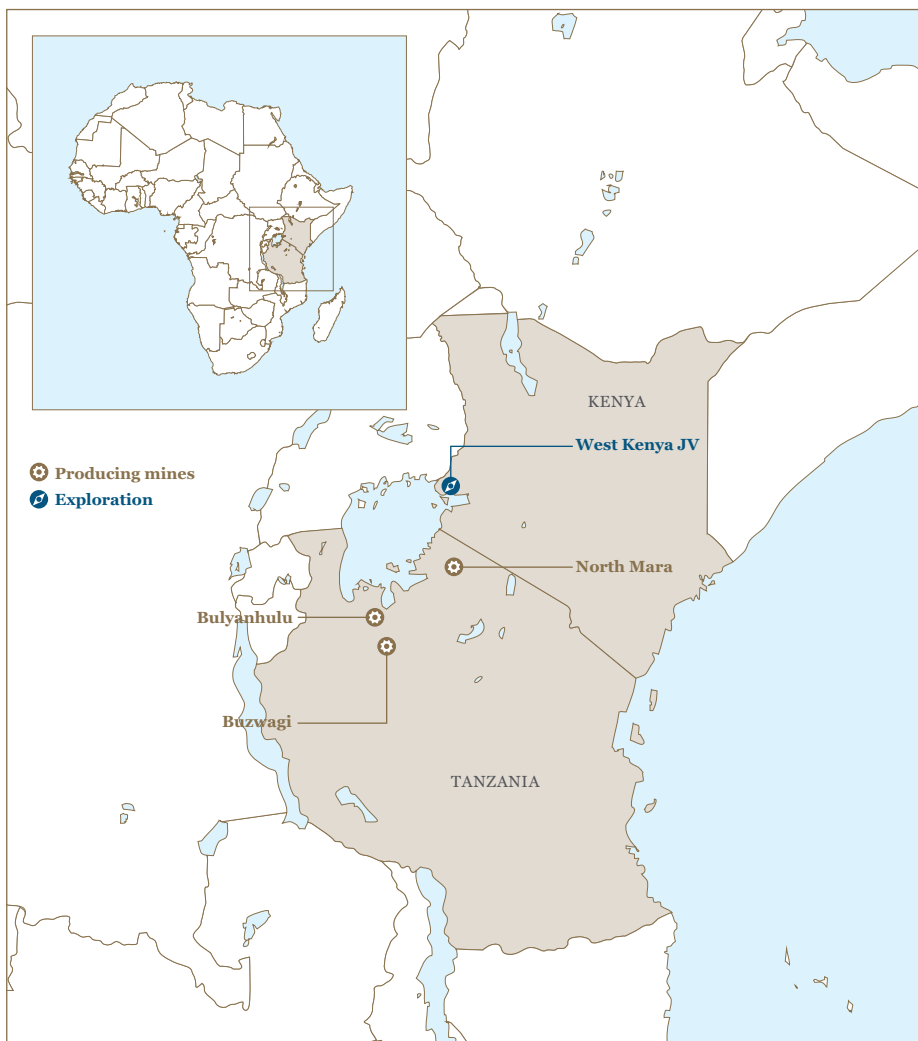 KENYA
West Kenya JV
Producing mines
Exploration
North Mara
Bulyanhulu
Buzwagi
TANZANIA